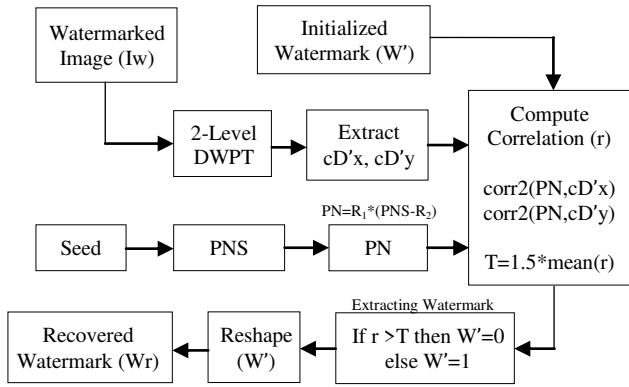 Watermarked
Image (Iw)
Initialized
Watermark (W′)
2-Level
DWPT
Extract
cD′x, cD′y
Compute
Correlation (r)
corr2(PN,cD′x)
corr2(PN,cD′y)
T=1.5*mean(r)
PN=R₁*(PNS-R₂)
Seed
PNS
PN
Extracting Watermark
Recovered
Watermark (Wr)
Reshape
(W′)
If r >T then W′=0
else W′=1